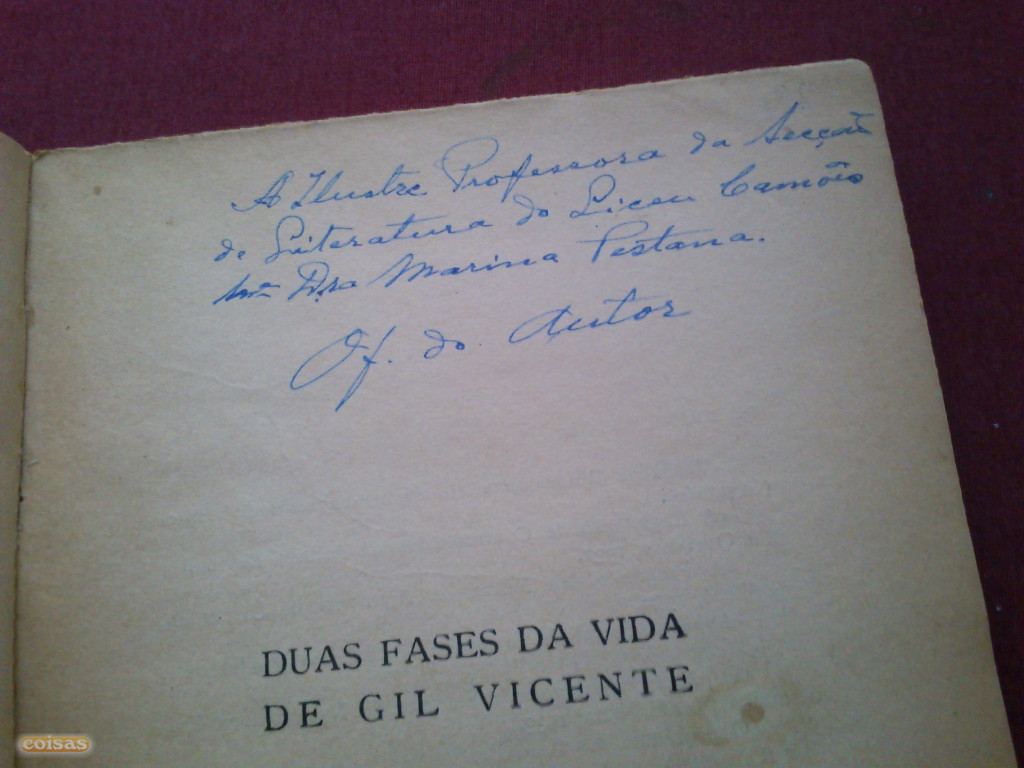 A Ilustre Professora da Secção
de Literatura do Liceu Camões
Dra Marina Pestana.
Of. do Autor
DUAS FASES DA VIDA
DE GIL VICENTE
coisas